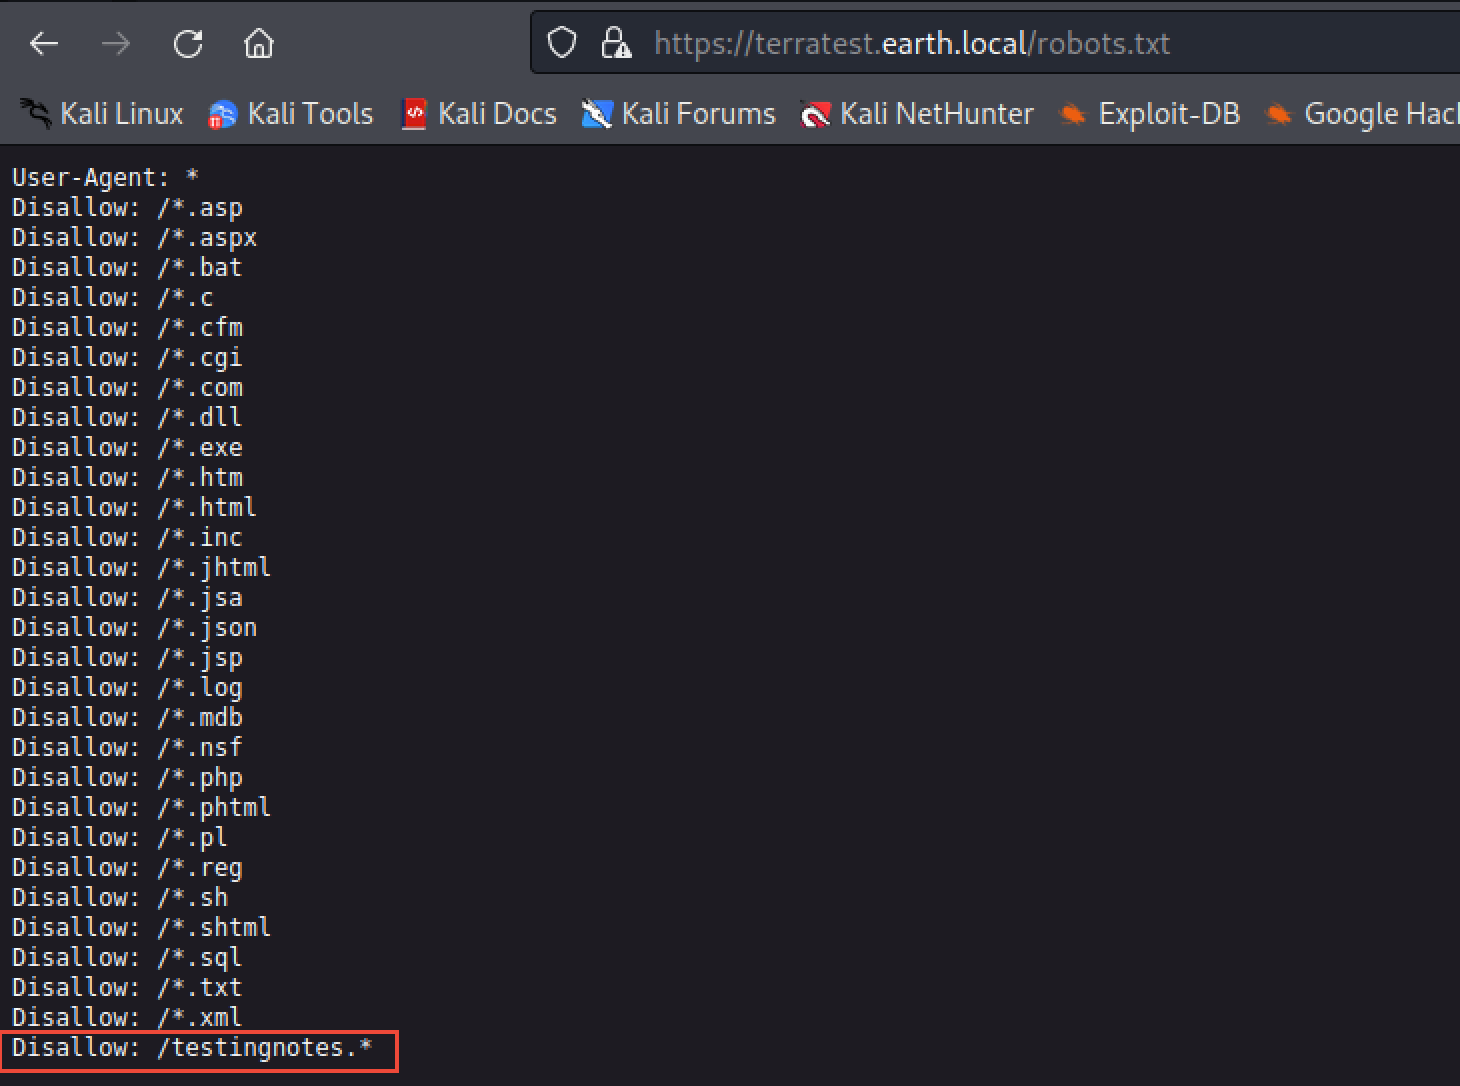 https://terratest.earth.local/robots.txt
Kali Linux Kali Tools Kali Docs Kali Forums Kali NetHunter Exploit-DB Google Hac
User-Agent: *
Disallow: /*.asp
Disallow: /*.aspx
Disallow: /*.bat
Disallow: /*.c
Disallow: /*.cfm
Disallow: /*.cgi
Disallow: /*.com
Disallow: /*.dll
Disallow: /*.exe
Disallow: /*.htm
Disallow: /*.html
Disallow: /*.inc
Disallow: /*.jhtml
Disallow: /*.jsa
Disallow: /*.json
Disallow: /*.jsp
Disallow: /*.log
Disallow: /*.mdb
Disallow: /*.nsf
Disallow: /*.php
Disallow: /*.phtml
Disallow: /*.pl
Disallow: /*.reg
Disallow: /*.sh
Disallow: /*.shtml
Disallow: /*.sql
Disallow: /*.txt
Disallow: /*.xml
Disallow: /testingnotes.*